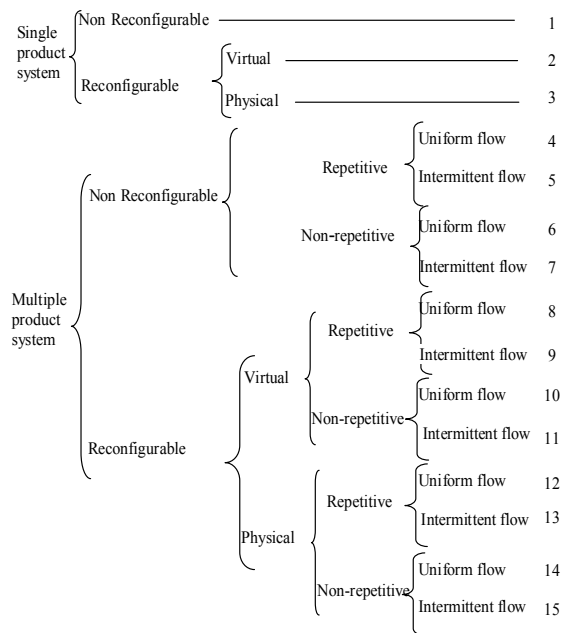 Non Reconfigurable 1
Single
product
system
Virtual 2
Reconfigurable
Physical 3
Uniform flow 4
Repetitive
Intermittent flow 5
Non Reconfigurable
Uniform flow 6
Non-repetitive
Intermittent flow 7
Multiple
product
system
Uniform flow 8
Repetitive
Intermittent flow 9
Virtual
Uniform flow 10
Non-repetitive
Intermittent flow 11
Reconfigurable
Uniform flow 12
Repetitive
Intermittent flow 13
Physical
Uniform flow 14
Non-repetitive
Intermittent flow 15